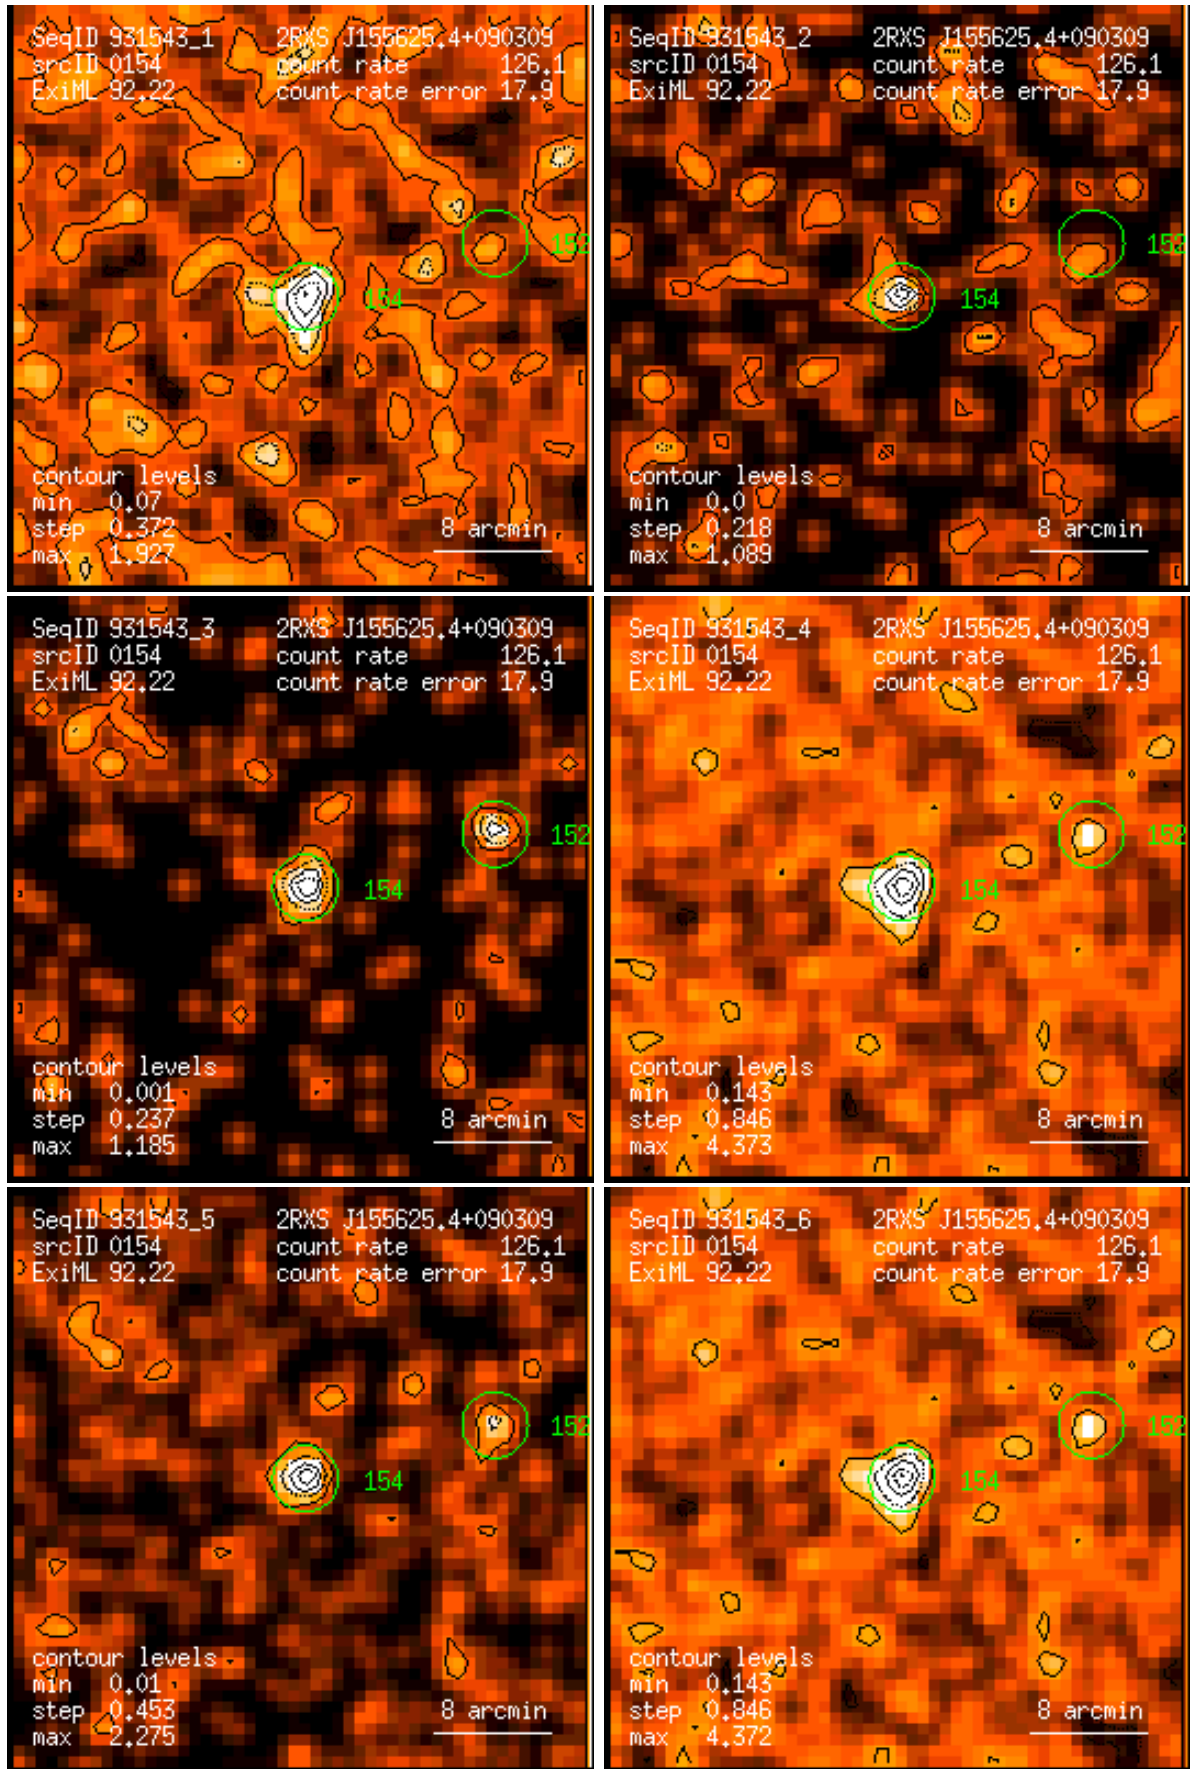 SeqID 931543_1 2RXS J155625.4+090309
srcID 0154 count rate 126.1
ExiML 92.22 count rate error 17.9
152
154
contour levels
min 0.07
step 0.372 8 arcmin
max 1.927
SeqID 931543_2 2RXS J155625.4+090309
srcID 0154 count rate 126.1
ExiML 92.22 count rate error 17.9
152
154
contour levels
min 0.0
step 0.218 8 arcmin
max 1.089
SeqID 931543_3 2RXS J155625.4+090309
srcID 0154 count rate 126.1
ExiML 92.22 count rate error 17.9
152
154
contour levels
min 0.001
step 0.237 8 arcmin
max 1.185
SeqID 931543_4 2RXS J155625.4+090309
srcID 0154 count rate 126.1
ExiML 92.22 count rate error 17.9
152
154
contour levels
min 0.143
step 0.846 8 arcmin
max 4.373
SeqID 931543_5 2RXS J155625.4+090309
srcID 0154 count rate 126.1
ExiML 92.22 count rate error 17.9
152
154
contour levels
min 0.01
step 0.453 8 arcmin
max 2.275
SeqID 931543_6 2RXS J155625.4+090309
srcID 0154 count rate 126.1
ExiML 92.22 count rate error 17.9
152
154
contour levels
min 0.143
step 0.846 8 arcmin
max 4.372